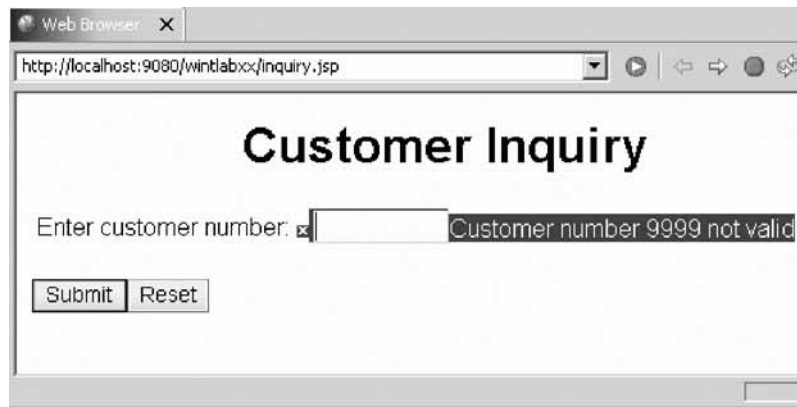 Web Browser
http://localhost:9080/wintlabxx/inquiry.jsp
Customer Inquiry
Enter customer number: Customer number 9999 not valid
Submit Reset